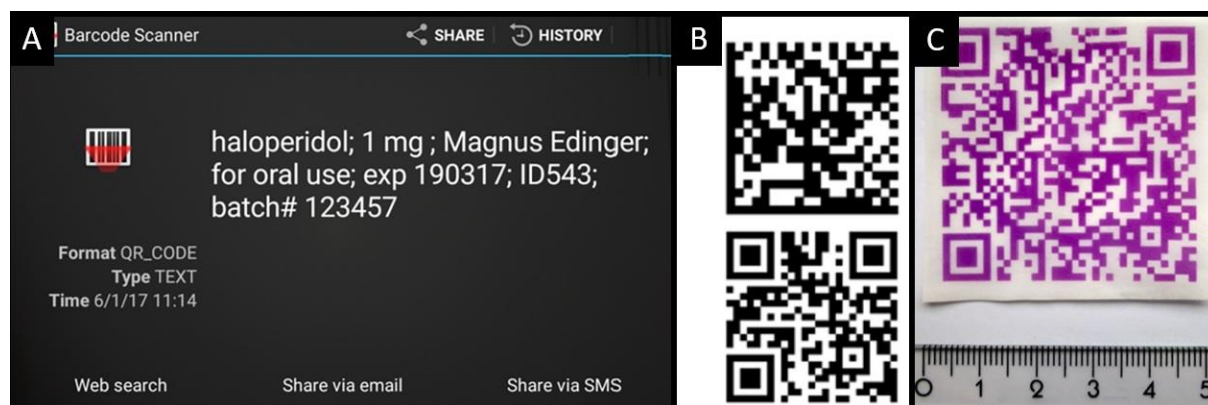 A
Barcode Scanner
SHARE
HISTORY
haloperidol; 1 mg ; Magnus Edinger;
for oral use; exp 190317; ID543;
batch# 123457
Format QR_CODE
Type TEXT
Time 6/1/17 11:14
Web search
Share via email
Share via SMS
B
C
0 1 2 3 4 5